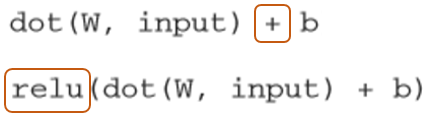 dot(W, input) + b
relu(dot(W, input) + b)